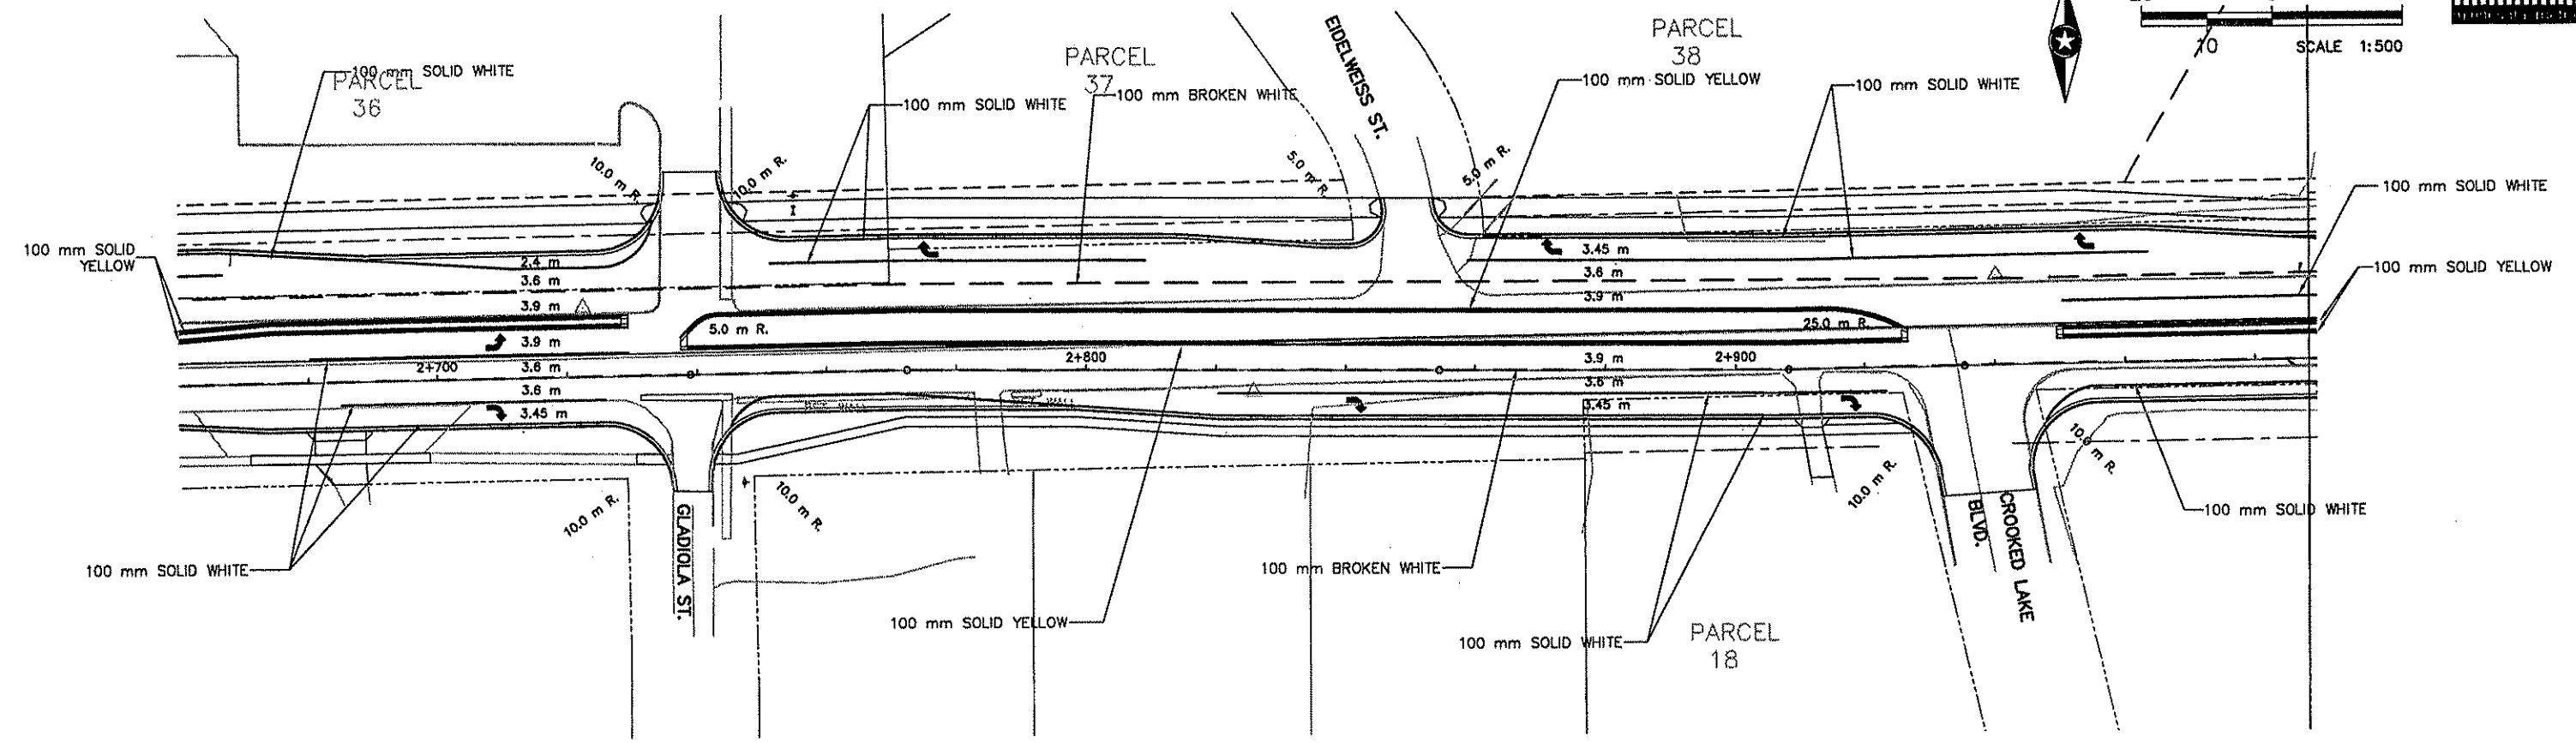 10
SCALE 1:500
PARCEL
36
100 mm SOLID WHITE
PARCEL
37
100 mm SOLID WHITE
100 mm BROKEN WHITE
EIDELWEISS ST.
PARCEL
38
100 mm SOLID YELLOW
100 mm SOLID WHITE
10.0 m R.
10.0 m R.
5.0 m R.
5.0 m R.
100 mm SOLID WHITE
100 mm SOLID
YELLOW
100 mm SOLID YELLOW
2.4 m
3.6 m
3.9 m
3.45 m
3.6 m
3.9 m
5.0 m R.
25.0 m R.
3.9 m
2+700
3.6 m
3.6 m
3.45 m
2+800
3.9 m
2+900
3.6 m
3.45 m
10.0 m R.
10.0 m R.
10.0 m R.
10.0 m R.
GLADIOLA ST.
CROOKED LAKE
BLVD.
100 mm SOLID WHITE
100 mm SOLID WHITE
100 mm BROKEN WHITE
100 mm SOLID YELLOW
100 mm SOLID WHITE
PARCEL
18